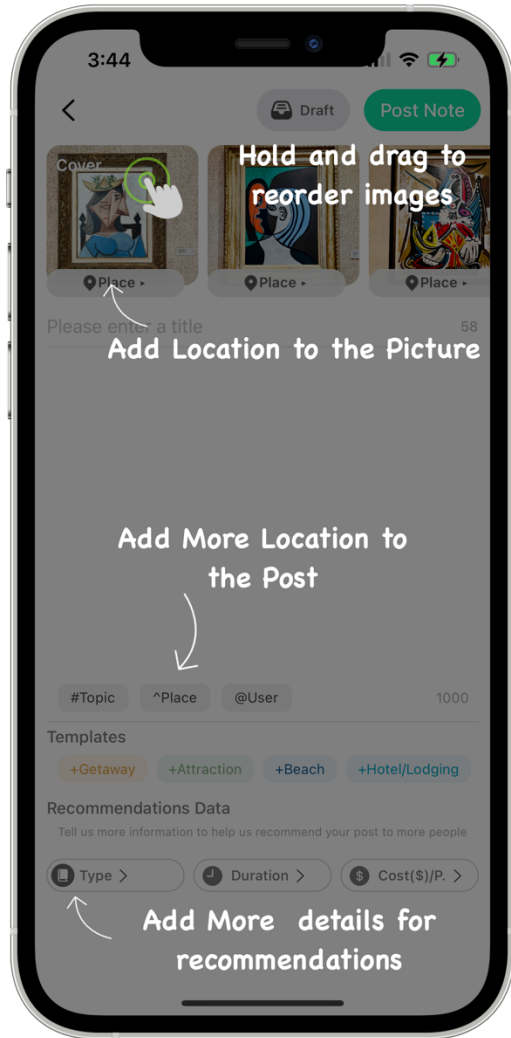 3:44
Draft
Post Note
Cover
Hold and drag to
reorder images
Place
Place
Place
Please enter a title
58
Add Location to the Picture
Add More Location to
the Post
#Topic
^Place
@User
1000
Templates
+Getaway
+Attraction
+Beach
+Hotel/Lodging
Recommendations Data
Tell us more information to help us recommend your post to more people
Type >
Duration >
$ Cost($)/P. >
Add More details for
recommendations